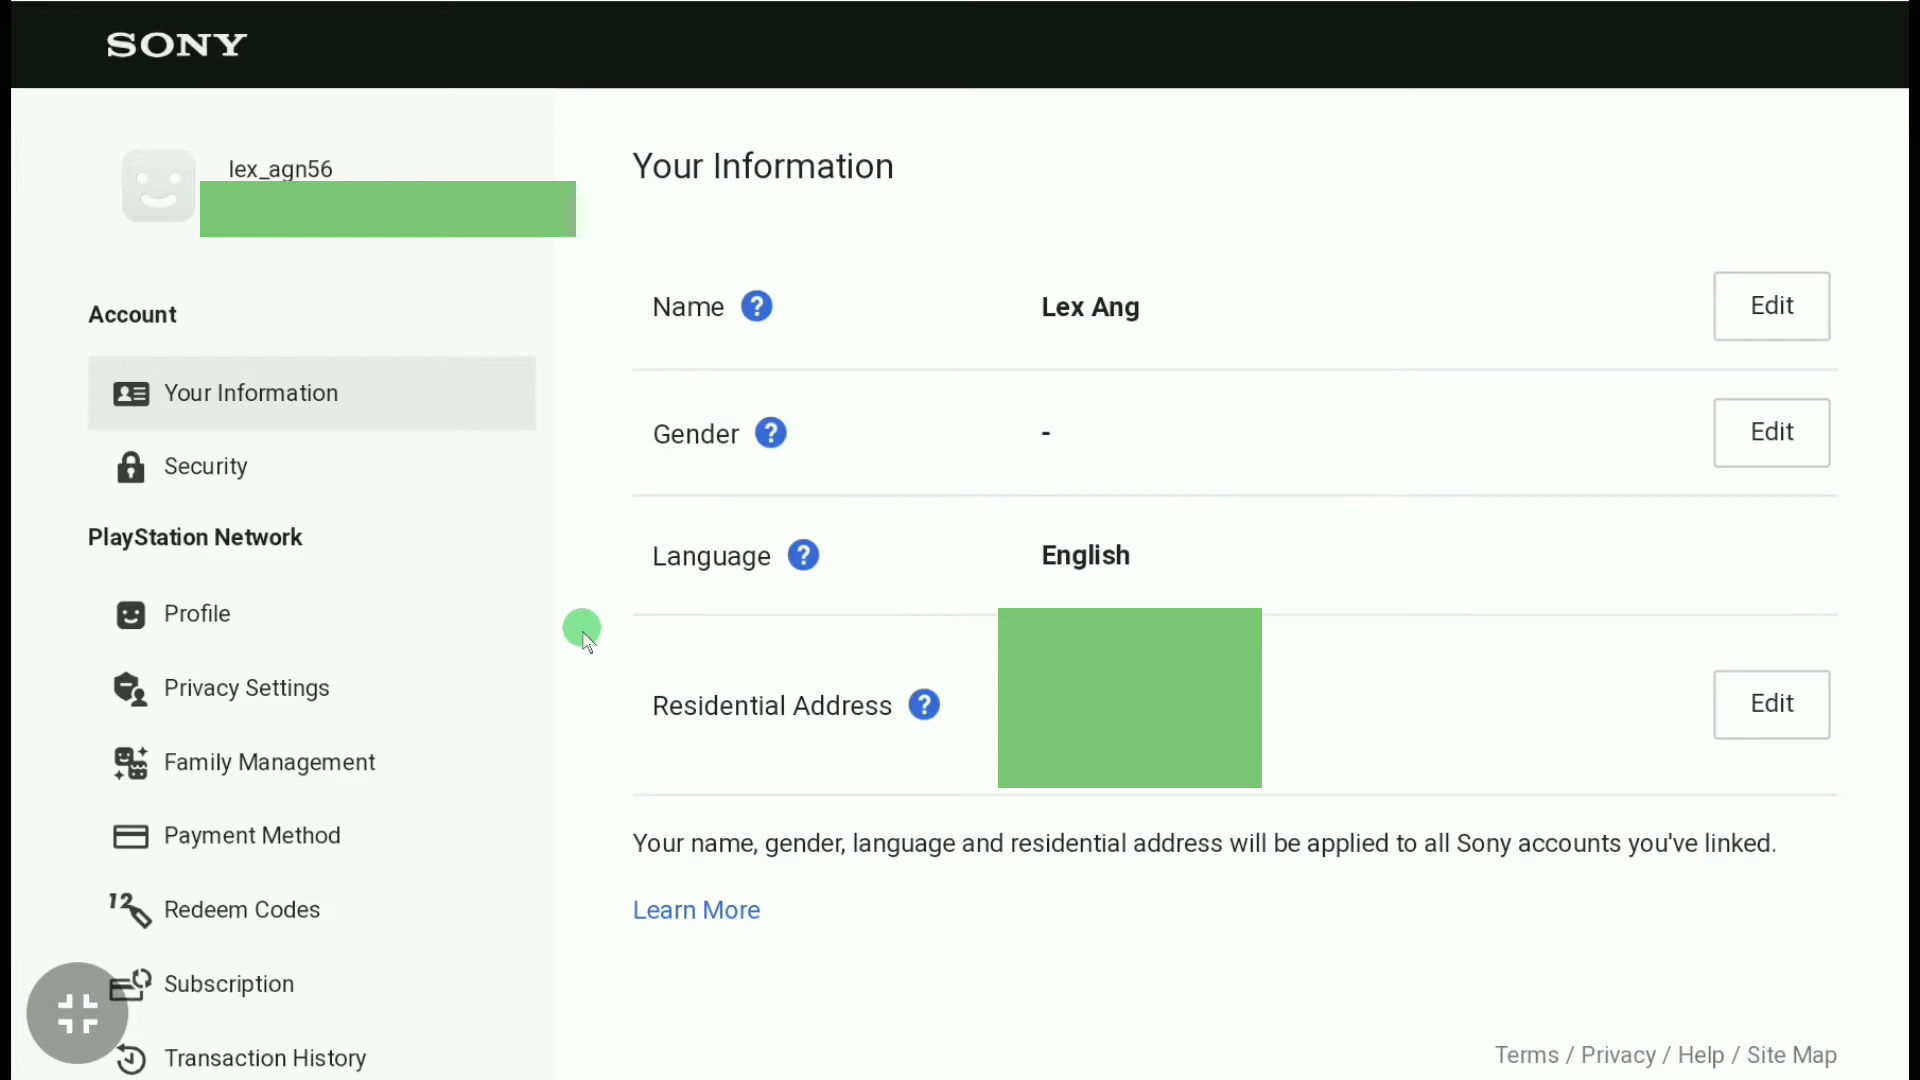 SONY
lex_agn56
Account
Your Information
Security
PlayStation Network
Profile
Privacy Settings
Family Management
Payment Method
12 Redeem Codes
Subscription
Transaction History
Your Information
Name ? Lex Ang Edit
Gender ? - Edit
Language ? English
Residential Address ? Edit
Your name, gender, language and residential address will be applied to all Sony accounts you've linked.
Learn More
Terms / Privacy / Help / Site Map